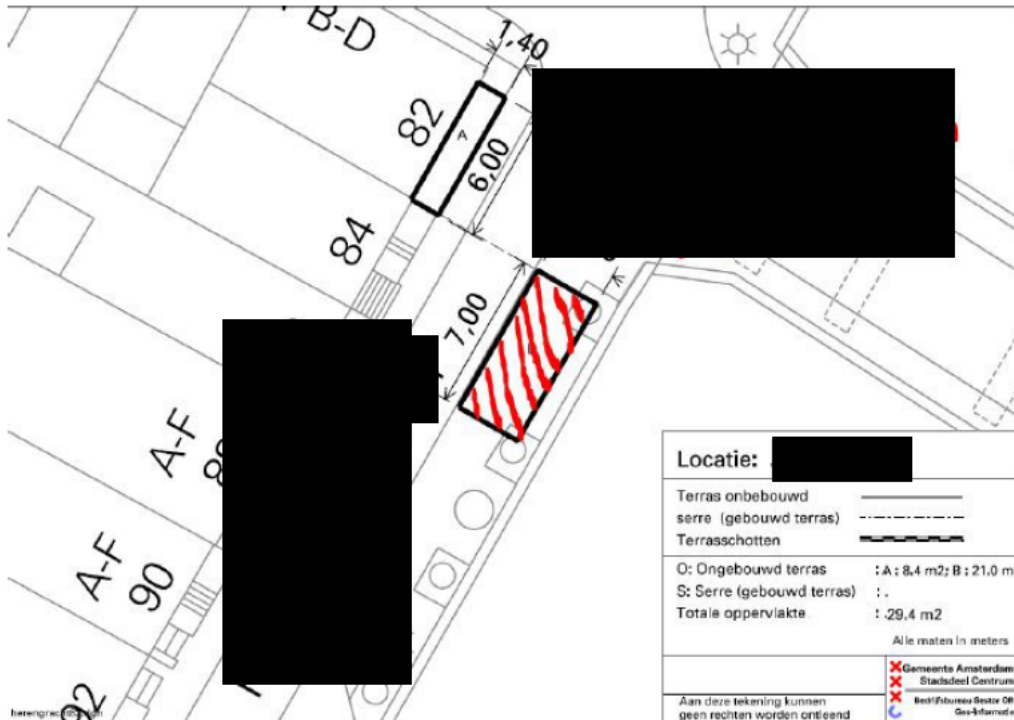 B-D
1,40
82
A
6,00
84
7,00
A-F
A-F
90
92
Locatie:
Terras onbebouwd
serre (gebouwd terras)
Terrasschotten
O: Ongebouwd terras : A : 8,4 m2; B : 21.0 m
S: Serre (gebouwd terras) : .
Totale oppervlakte : 29.4 m2
Alle maten in meters
Gemeente Amsterdam
Stadsdeel Centrum
Aan deze tekening kunnen
geen rechten worden ontleend